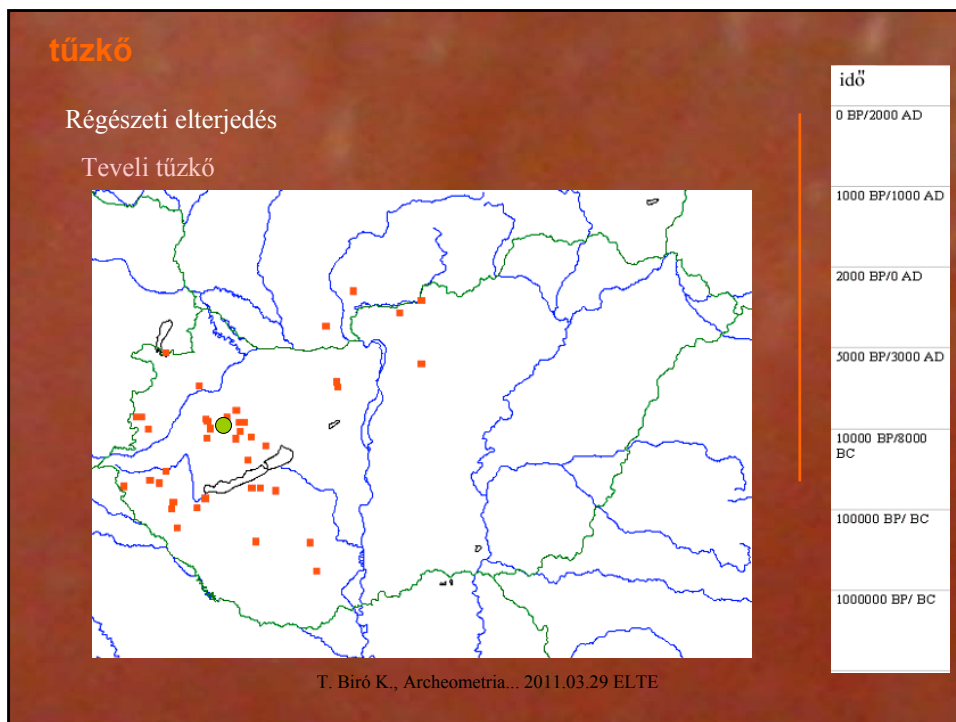 tűzkő
Régészeti elterjedés
Teveli tűzkő
idő
0 BP/2000 AD
1000 BP/1000 AD
2000 BP/0 AD
5000 BP/3000 AD
10000 BP/8000
BC
100000 BP/ BC
1000000 BP/ BC
T. Biró K., Archeometria... 2011.03.29 ELTE